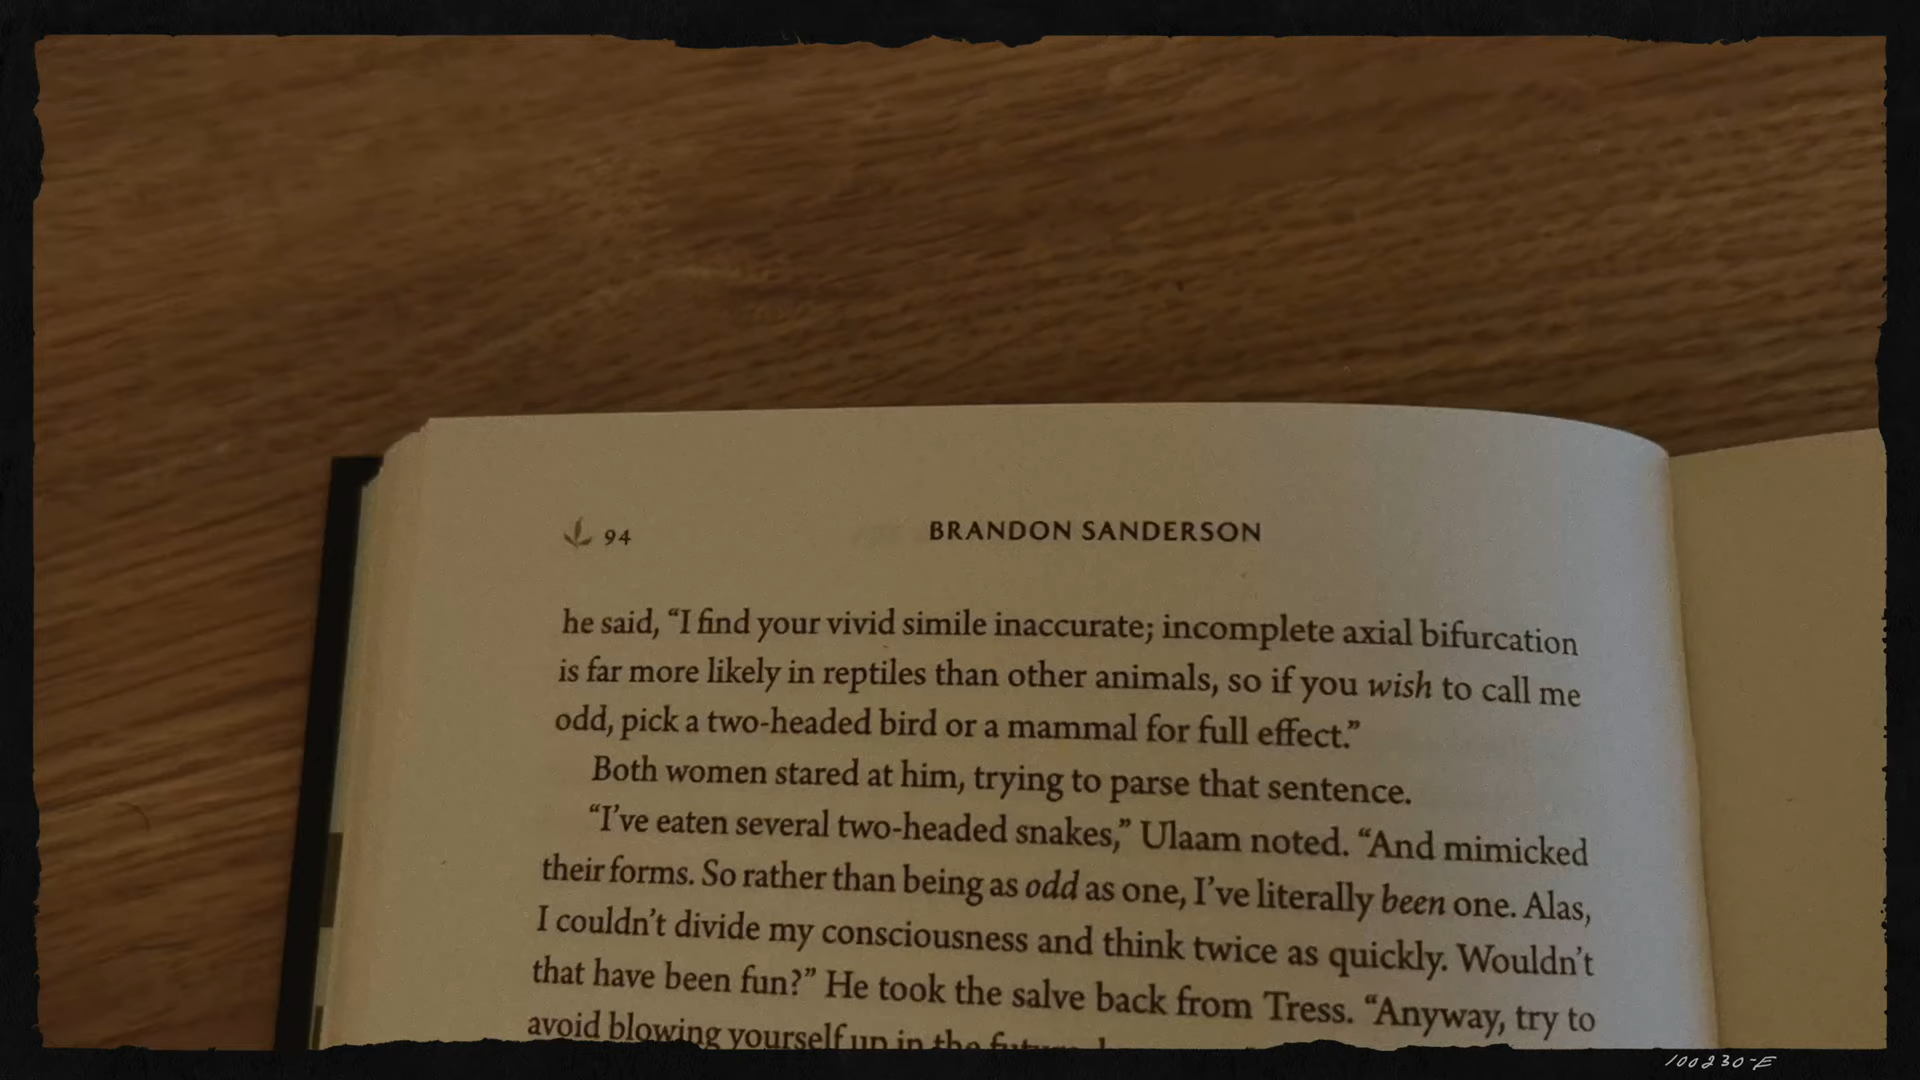 94
BRANDON SANDERSON
he said, “I find your vivid simile inaccurate; incomplete axial bifurcation
is far more likely in reptiles than other animals, so if you wish to call me
odd, pick a two-headed bird or a mammal for full effect.”
Both women stared at him, trying to parse that sentence.
“I’ve eaten several two-headed snakes,” Ulaam noted. “And mimicked
their forms. So rather than being as odd as one, I’ve literally been one. Alas,
I couldn’t divide my consciousness and think twice as quickly. Wouldn’t
that have been fun?” He took the salve back from Tress. “Anyway, try to
avoid blowing yourself up in the
100230-E